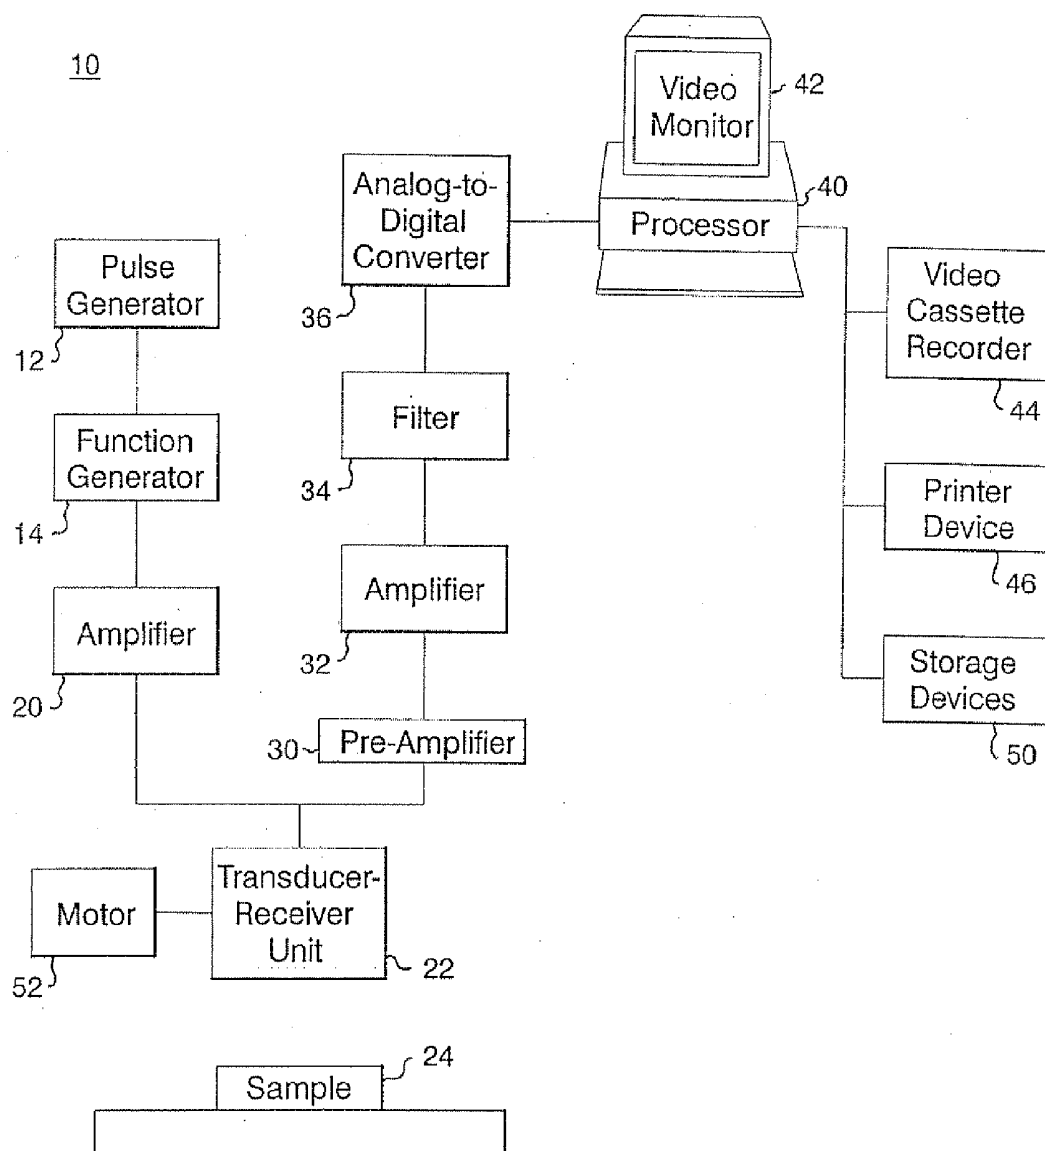 10
Video
Monitor
42
Analog-to-
Digital
Converter
36
Processor
40
Pulse
Generator
12
Video
Cassette
Recorder
44
Function
Generator
14
Filter
34
Printer
Device
46
Amplifier
20
Amplifier
32
Storage
Devices
50
30
Pre-Amplifier
Motor
52
Transducer-
Receiver
Unit
22
Sample
24